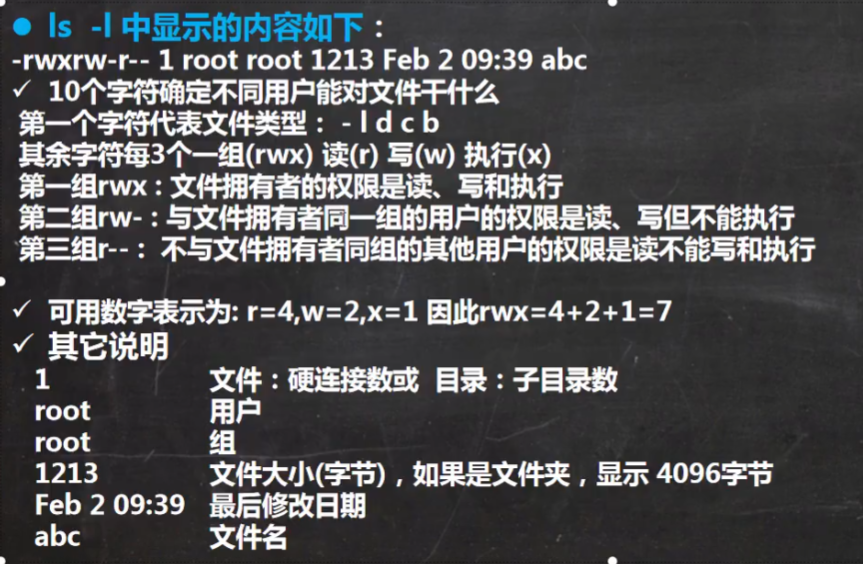 ● ls -l 中显示的内容如下：
-rwxrw-r-- 1 root root 1213 Feb 2 09:39 abc
✓ 10个字符确定不同用户能对文件干什么
第一个字符代表文件类型： - l d c b
其余字符每3个一组(rwx) 读(r) 写(w) 执行(x)
第一组rwx : 文件拥有者的权限是读、写和执行
第二组rw- : 与文件拥有者同一组的用户的权限是读、写但不能执行
第三组r-- : 不与文件拥有者同组的其他用户的权限是读不能写和执行
✓ 可用数字表示为: r=4,w=2,x=1 因此rwx=4+2+1=7
✓ 其它说明
1 文件：硬连接数或 目录：子目录数
root 用户
root 组
1213 文件大小(字节)，如果是文件夹，显示 4096字节
Feb 2 09:39 最后修改日期
abc 文件名